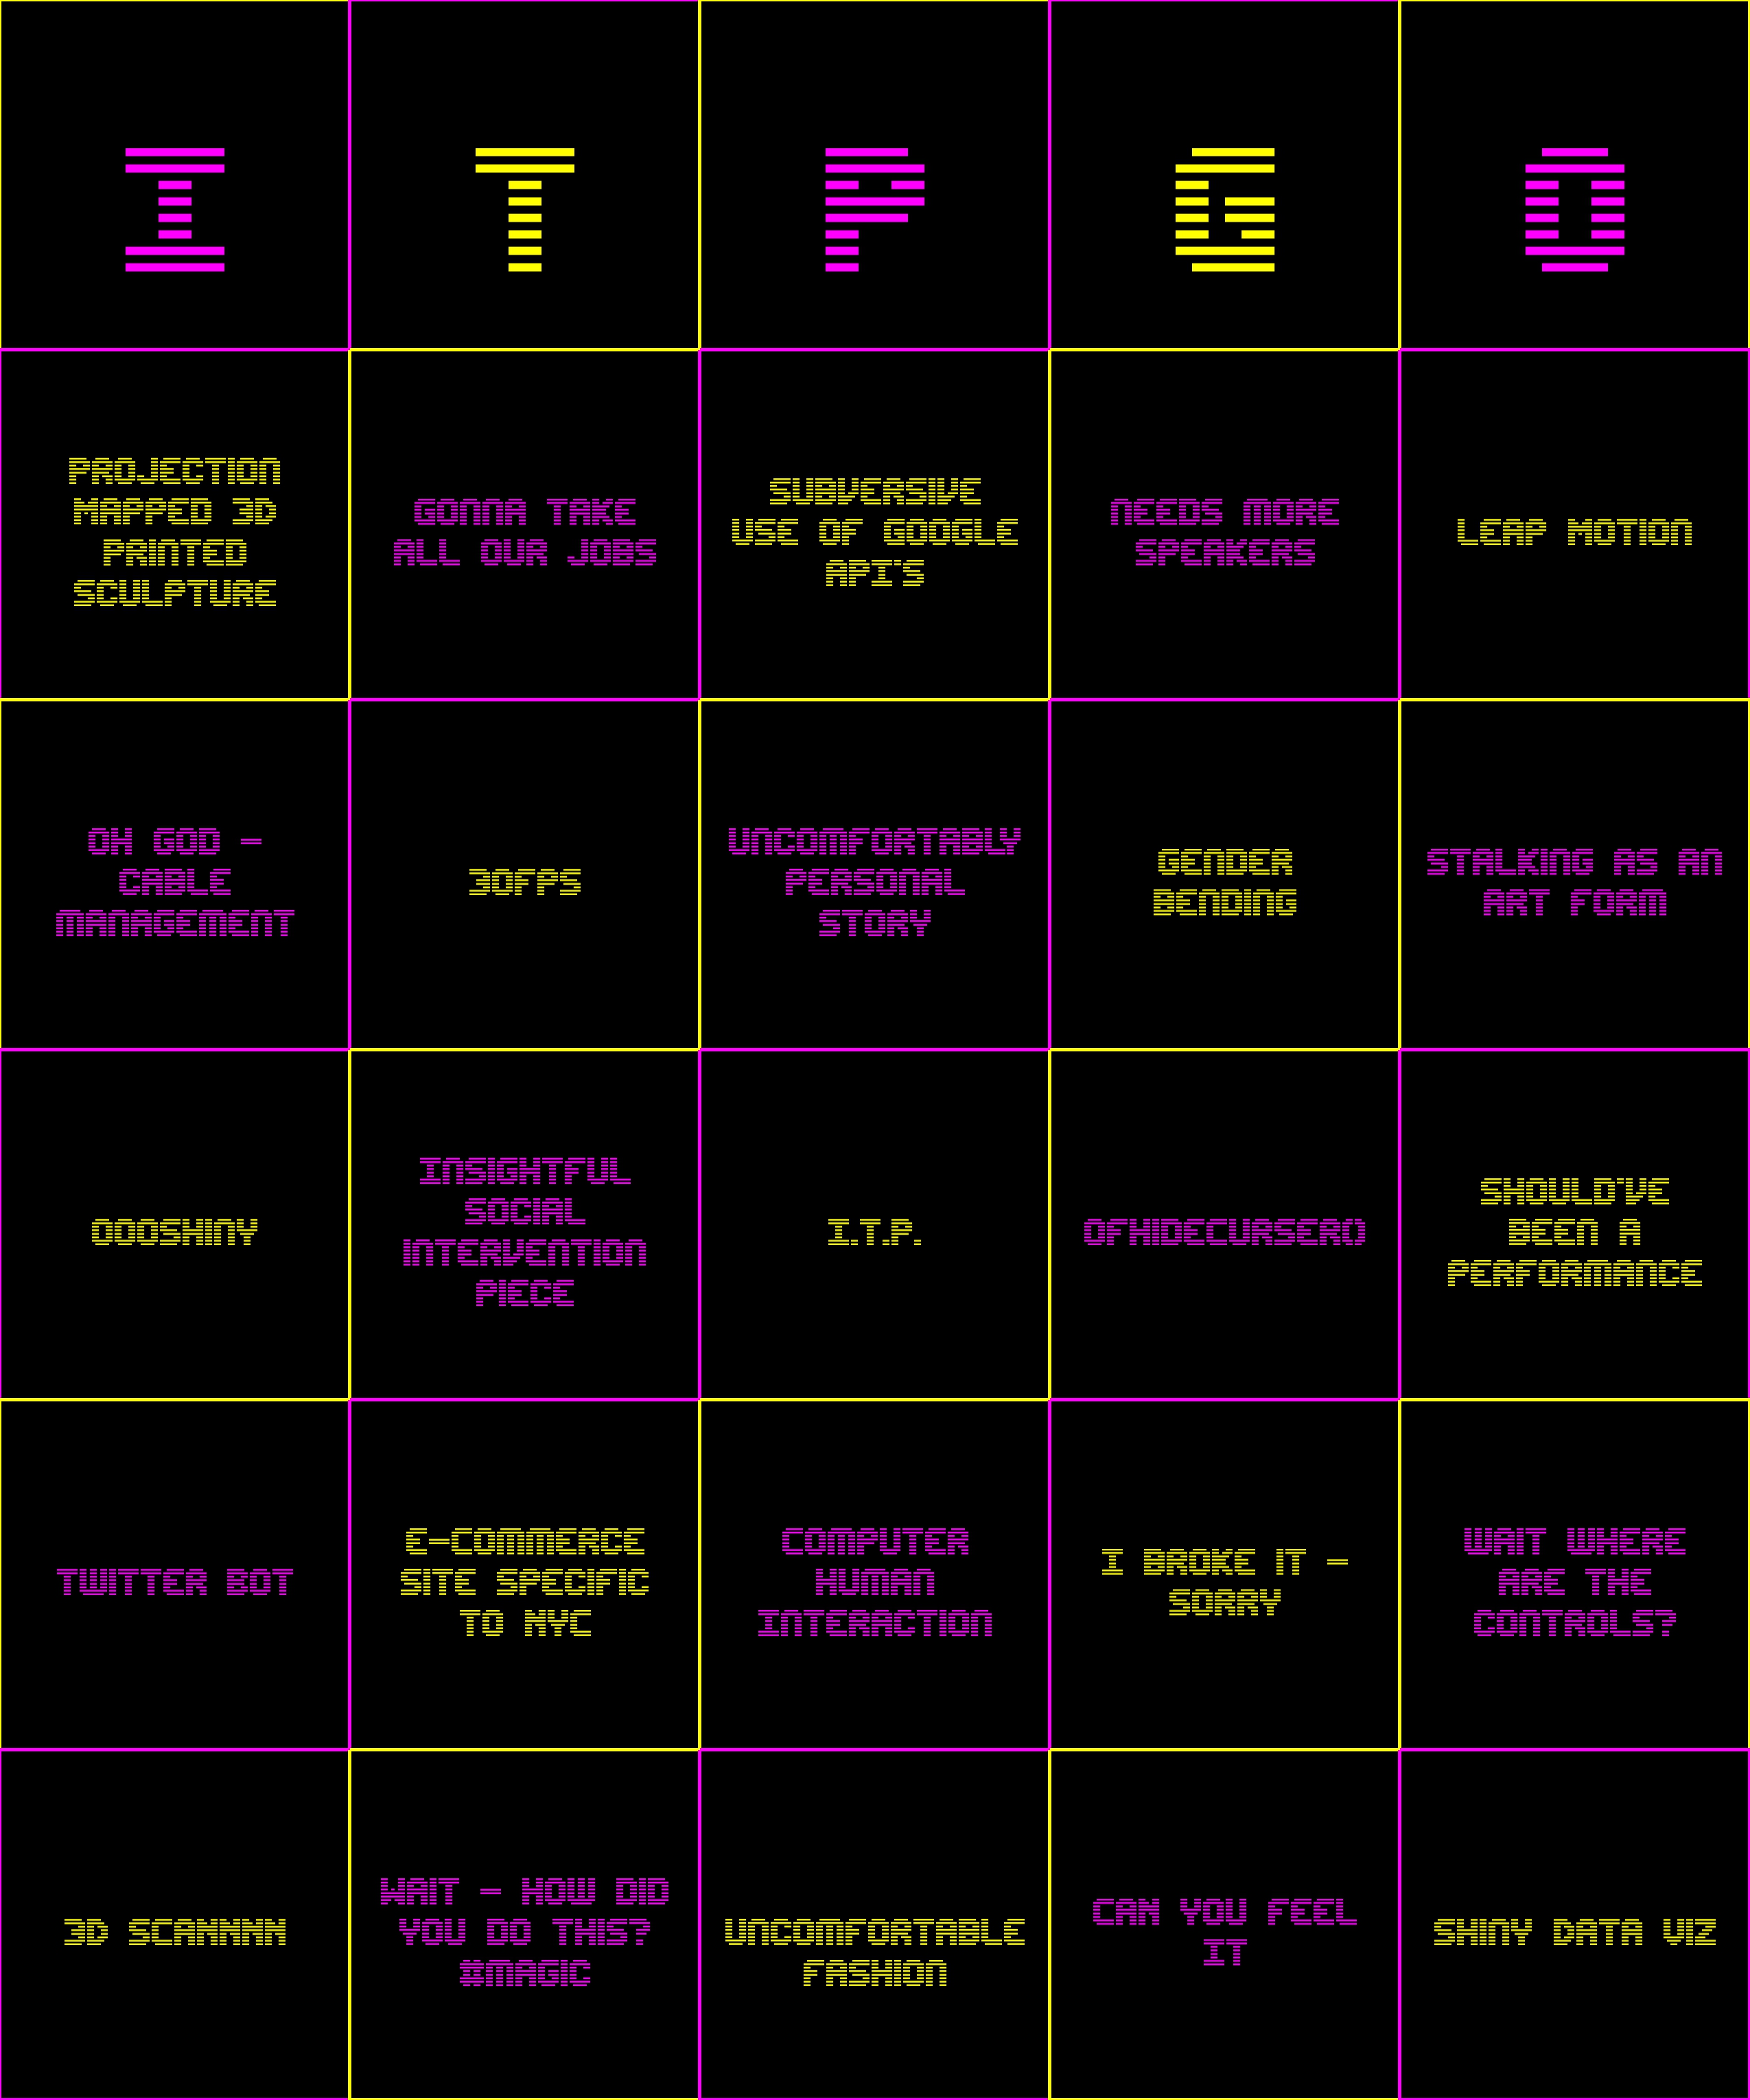 I
T
P
G
O
PROJECTION
MAPPED 3D
PRINTED
SCULPTURE
GONNA TAKE
ALL OUR JOBS
SUBVERSIVE
USE OF GOOGLE
API'S
NEEDS MORE
SPEAKERS
LEAP MOTION
OH GOD –
CABLE
MANAGEMENT
30FPS
UNCOMFORTABLY
PERSONAL
STORY
GENDER
BENDING
STALKING AS AN
ART FORM
OOOSHINY
INSIGHTFUL
SOCIAL
INTERVENTION
PIECE
I.T.P.
OFHIDECURSER()
SHOULD'VE
BEEN A
PERFORMANCE
TWITTER BOT
E-COMMERCE
SITE SPECIFIC
TO NYC
COMPUTER
HUMAN
INTERACTION
I BROKE IT –
SORRY
WAIT WHERE
ARE THE
CONTROLS?
3D SCANNNN
WAIT – HOW DID
YOU DO THIS?
#MAGIC
UNCOMFORTABLE
FASHION
CAN YOU FEEL
IT
SHINY DATA VIZ